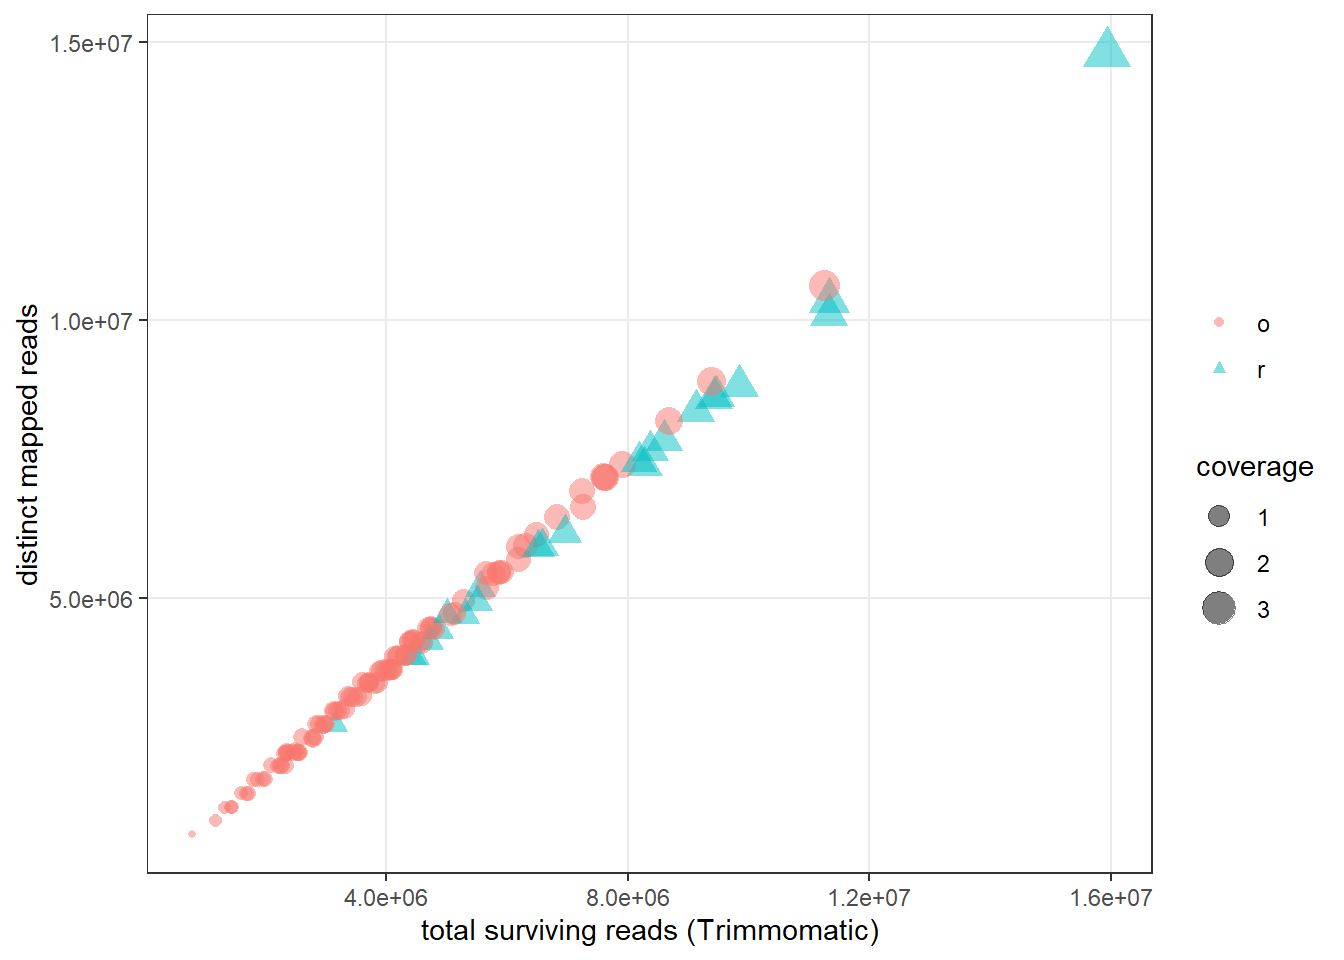 1.5e+07
1.0e+07
5.0e+06
distinct mapped reads
4.0e+06
8.0e+06
1.2e+07
1.6e+07
total surviving reads (Trimmomatic)
o
r
coverage
1
2
3